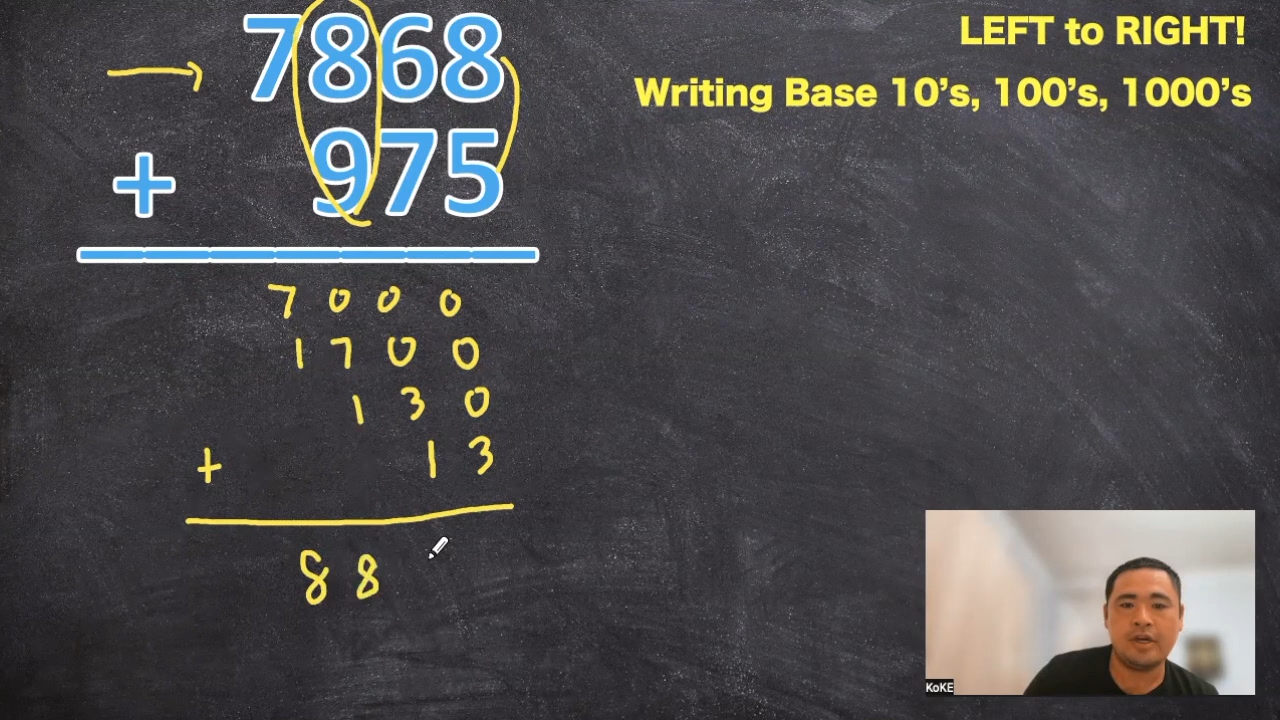 LEFT to RIGHT!
Writing Base 10's, 100's, 1000's
7868
+ 975
7000
1700
130
+ 13
88
KoKE